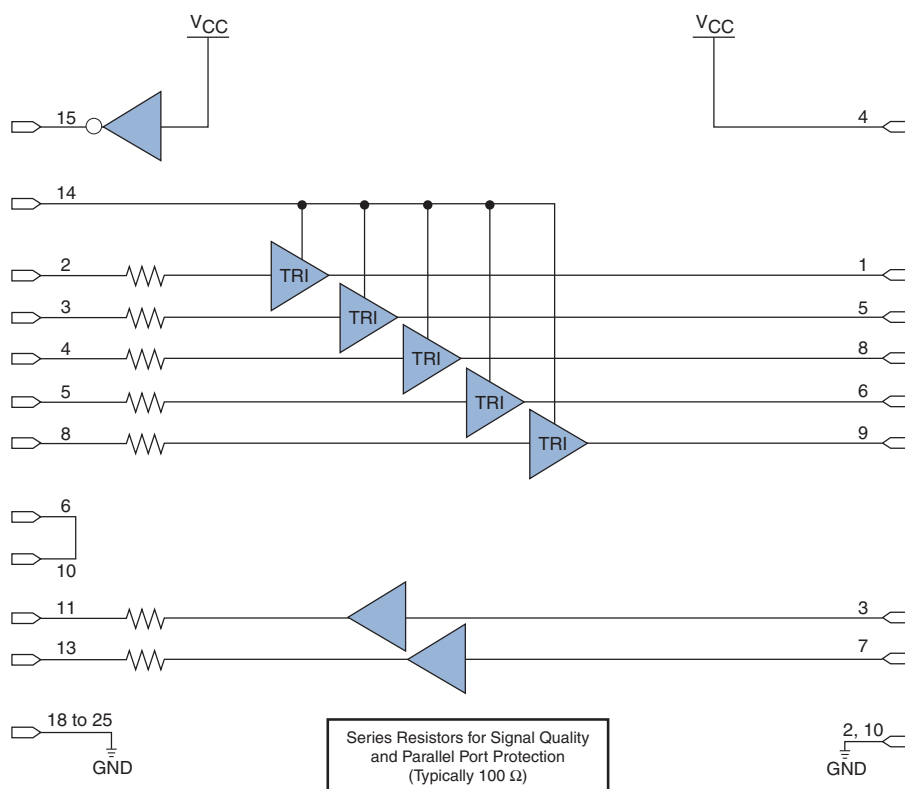 VCC
VCC
15
4
14
2
TRI
1
3
TRI
5
4
TRI
8
5
TRI
6
8
TRI
9
6
10
11
3
13
7
18 to 25
GND
Series Resistors for Signal Quality
and Parallel Port Protection
(Typically 100 Ω)
2, 10
GND